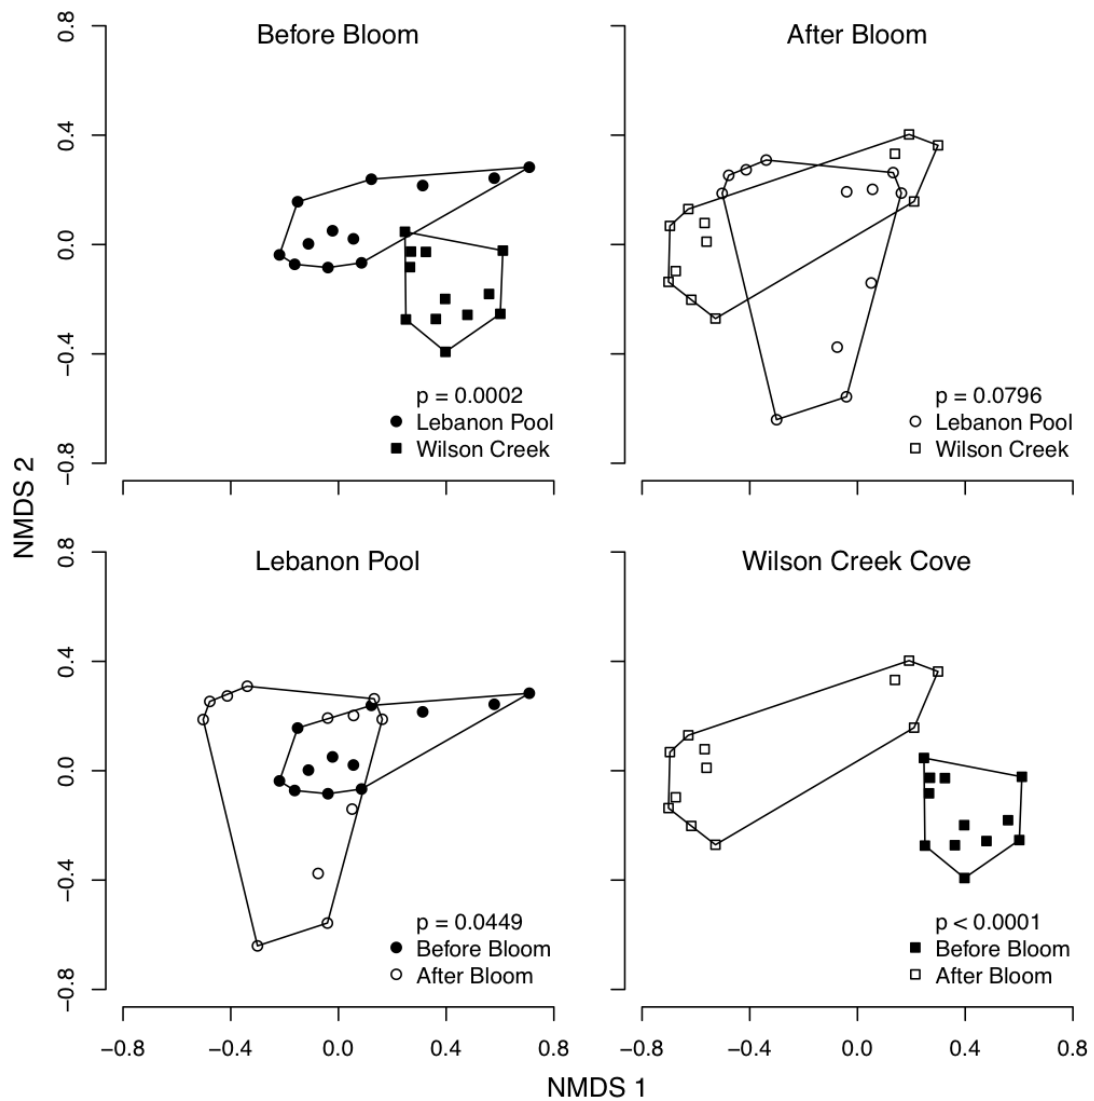 Before Bloom
0.8
0.4
0.0
−0.4
−0.8
p = 0.0002
Lebanon Pool
Wilson Creek
After Bloom
p = 0.0796
Lebanon Pool
Wilson Creek
NMDS 2
Lebanon Pool
0.8
0.4
0.0
−0.4
−0.8
p = 0.0449
Before Bloom
After Bloom
−0.8 −0.4 0.0 0.4 0.8
Wilson Creek Cove
p < 0.0001
Before Bloom
After Bloom
−0.8 −0.4 0.0 0.4 0.8
NMDS 1